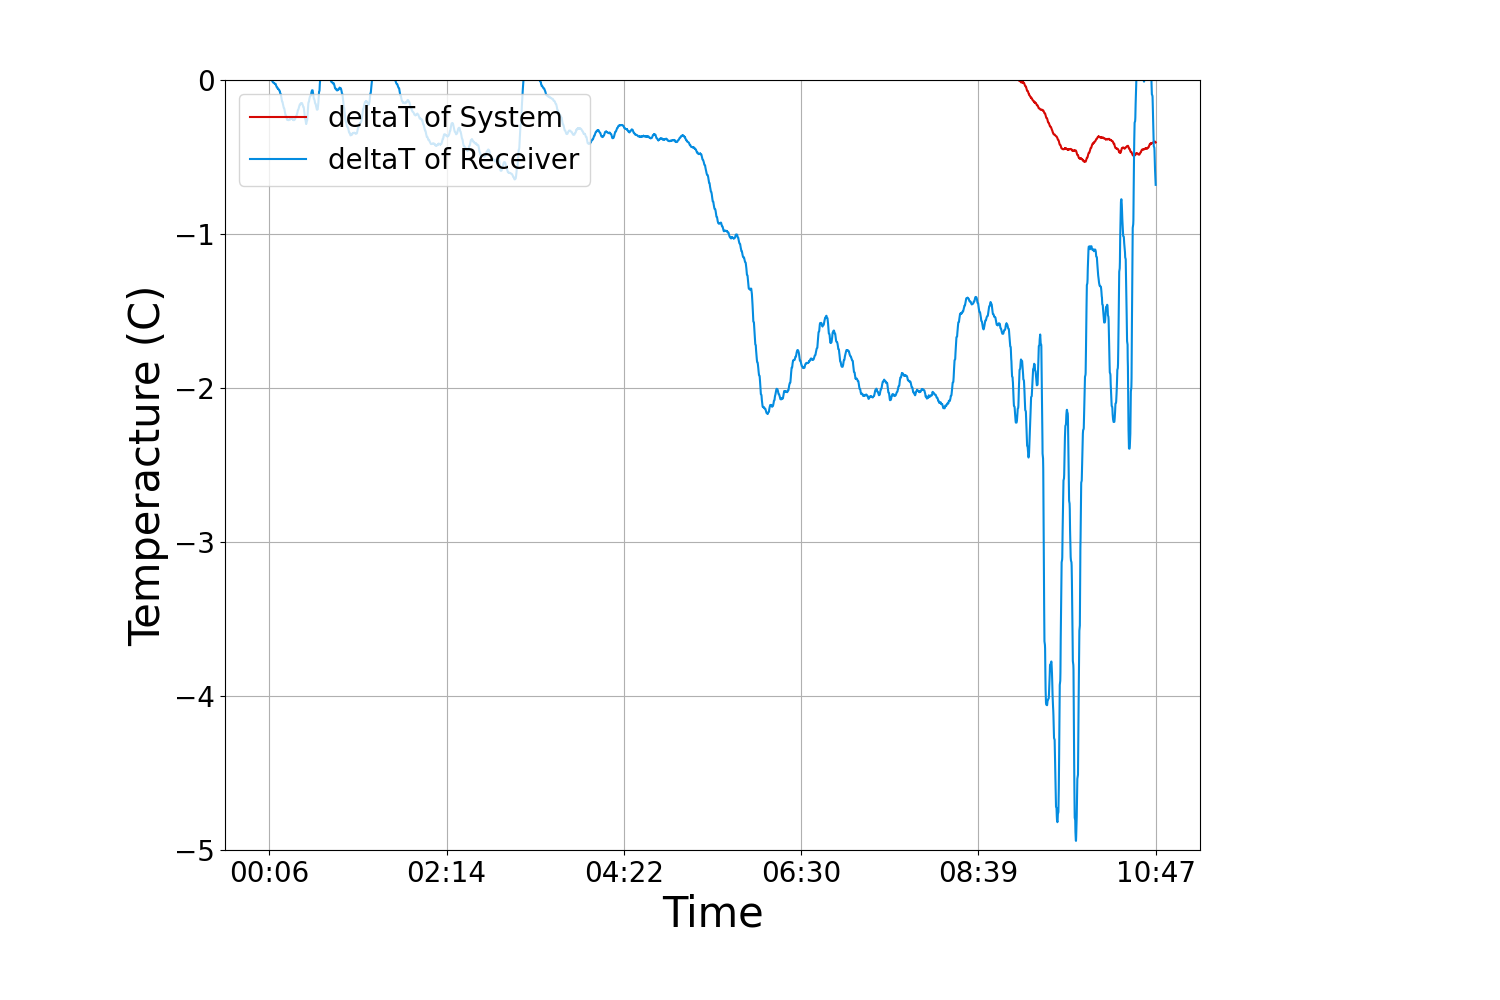 0
deltaT of System
deltaT of Receiver
−1
−2
−3
−4
−5
Temperacture (C)
00:06 02:14 04:22 06:30 08:39 10:47
Time